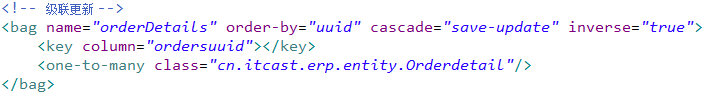 <!-- 级联更新 -->
<bag name="orderDetails" order-by="uuid" cascade="save-update" inverse="true">
    <key column="ordersuuid"></key>
    <one-to-many class="cn.itcast.erp.entity.Orderdetail"/>
</bag>